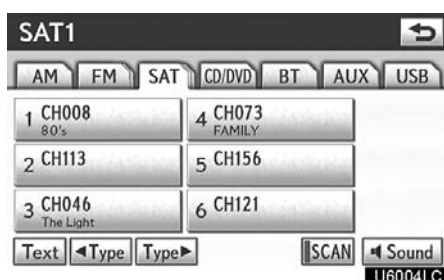 SAT1
AM FM SAT CD/DVD BT AUX USB
1 CH008
80's
4 CH073
FAMILY
2 CH113
5 CH156
3 CH046
The Light
6 CH121
Text ◄Type Type► SCAN Sound
U6004LC